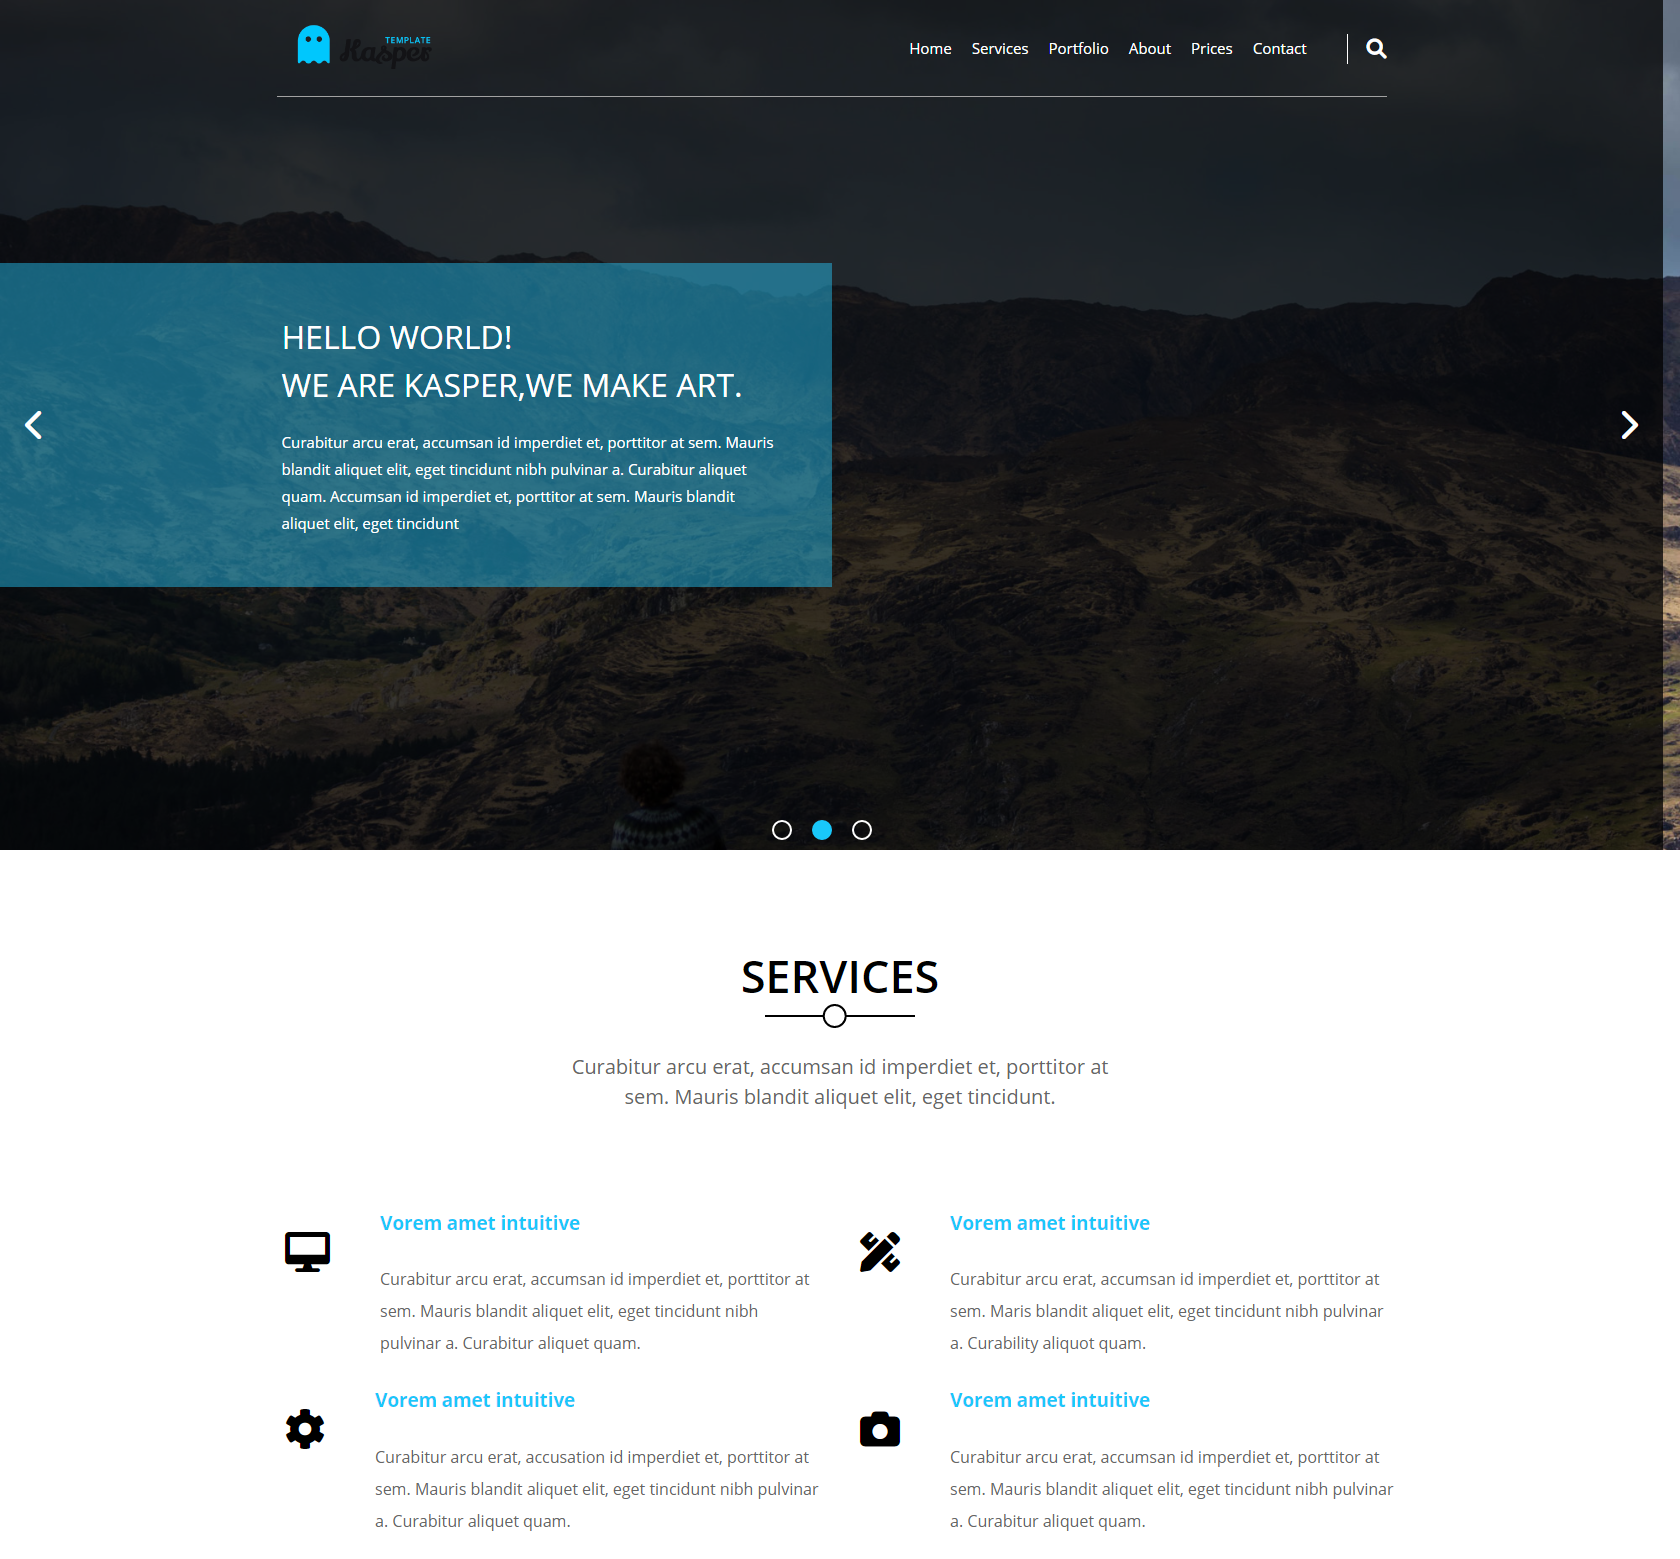 TEMPLATE
Kasper
Home Services Portfolio About Prices Contact
HELLO WORLD!
WE ARE KASPER,WE MAKE ART.
Curabitur arcu erat, accumsan id imperdiet et, porttitor at sem. Mauris
blandit aliquet elit, eget tincidunt nibh pulvinar a. Curabitur aliquet
quam. Accumsan id imperdiet et, porttitor at sem. Mauris blandit
aliquet elit, eget tincidunt
SERVICES
Curabitur arcu erat, accumsan id imperdiet et, porttitor at
sem. Mauris blandit aliquet elit, eget tincidunt.
Vorem amet intuitive
Curabitur arcu erat, accumsan id imperdiet et, porttitor at
sem. Mauris blandit aliquet elit, eget tincidunt nibh
pulvinar a. Curabitur aliquet quam.
Vorem amet intuitive
Curabitur arcu erat, accumsan id imperdiet et, porttitor at
sem. Maris blandit aliquet elit, eget tincidunt nibh pulvinar
a. Curability aliquot quam.
Vorem amet intuitive
Curabitur arcu erat, accusation id imperdiet et, porttitor at
sem. Mauris blandit aliquet elit, eget tincidunt nibh pulvinar
a. Curabitur aliquet quam.
Vorem amet intuitive
Curabitur arcu erat, accumsan id imperdiet et, porttitor at
sem. Mauris blandit aliquet elit, eget tincidunt nibh pulvinar
a. Curabitur aliquet quam.